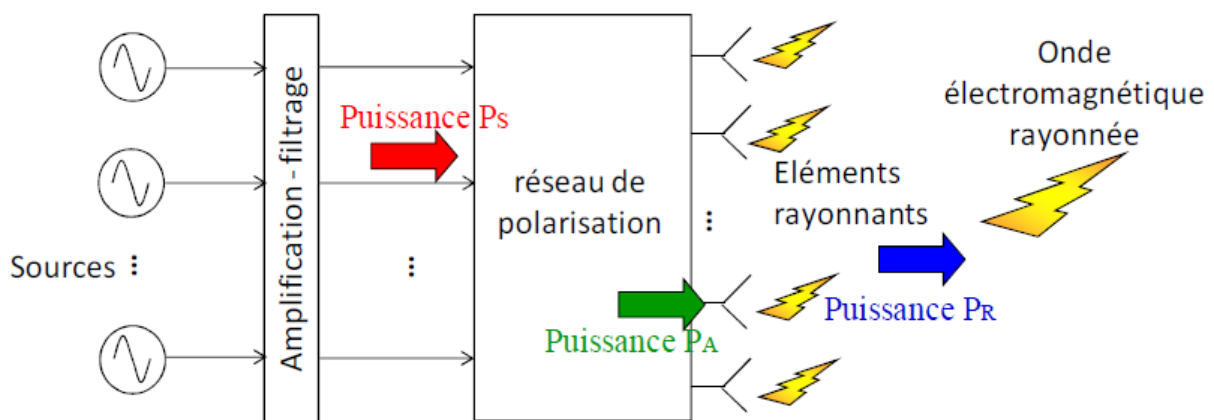 Sources ⋮
Amplification - filtrage
Puissance PS
...
réseau de
polarisation
Puissance PA
...
Eléments
rayonnants
Puissance PR
Onde
électromagnétique
rayonnée